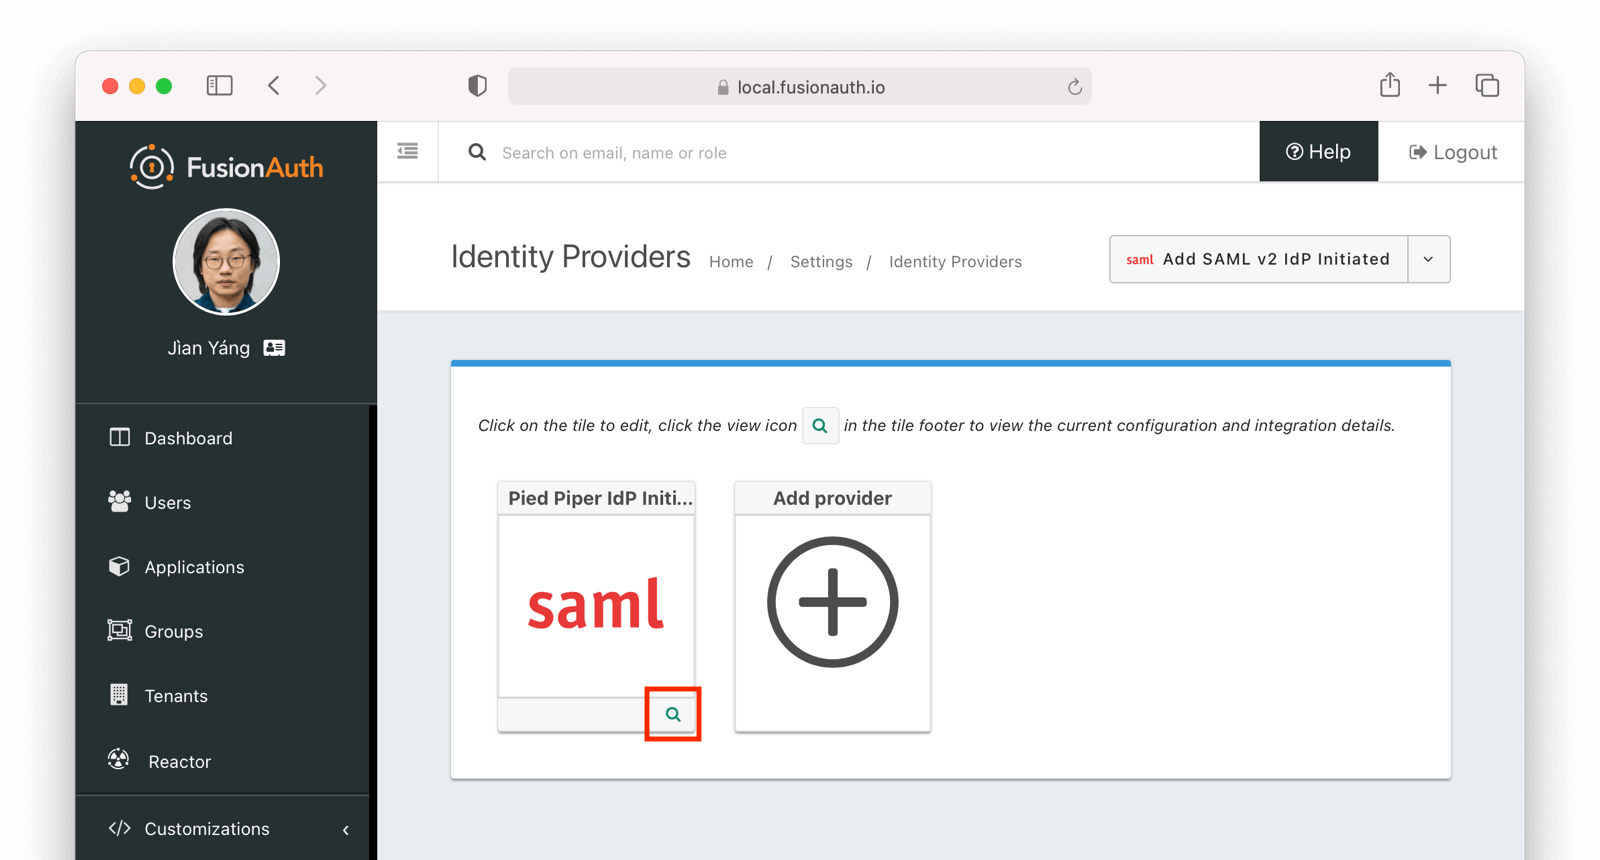 local.fusionauth.io
FusionAuth
Search on email, name or role
Help
Logout
Jìan Yáng
Identity Providers
Home / Settings / Identity Providers
saml Add SAML v2 IdP Initiated
Dashboard
Users
Applications
Groups
Tenants
Reactor
Customizations
Click on the tile to edit, click the view icon in the tile footer to view the current configuration and integration details.
Pied Piper IdP Initi...
saml
Add provider